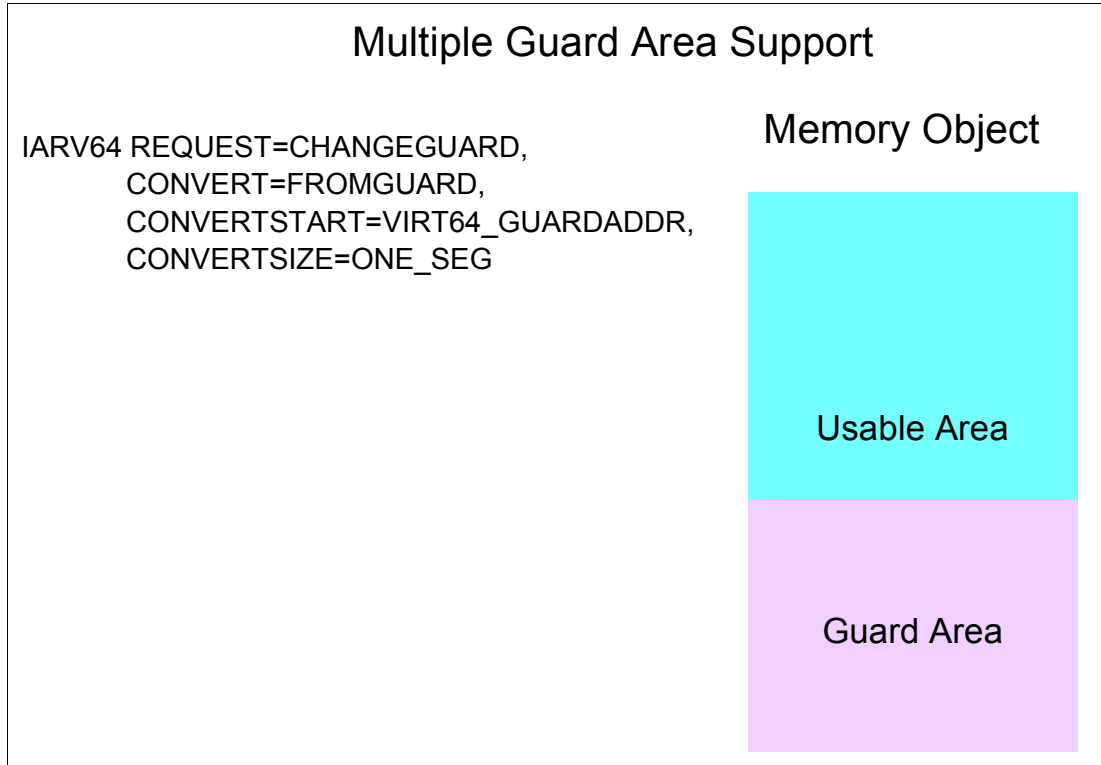 Multiple Guard Area Support
Memory Object
IARV64 REQUEST=CHANGEGUARD,
CONVERT=FROMGUARD,
CONVERTSTART=VIRT64_GUARDADDR,
CONVERTSIZE=ONE_SEG
Usable Area
Guard Area